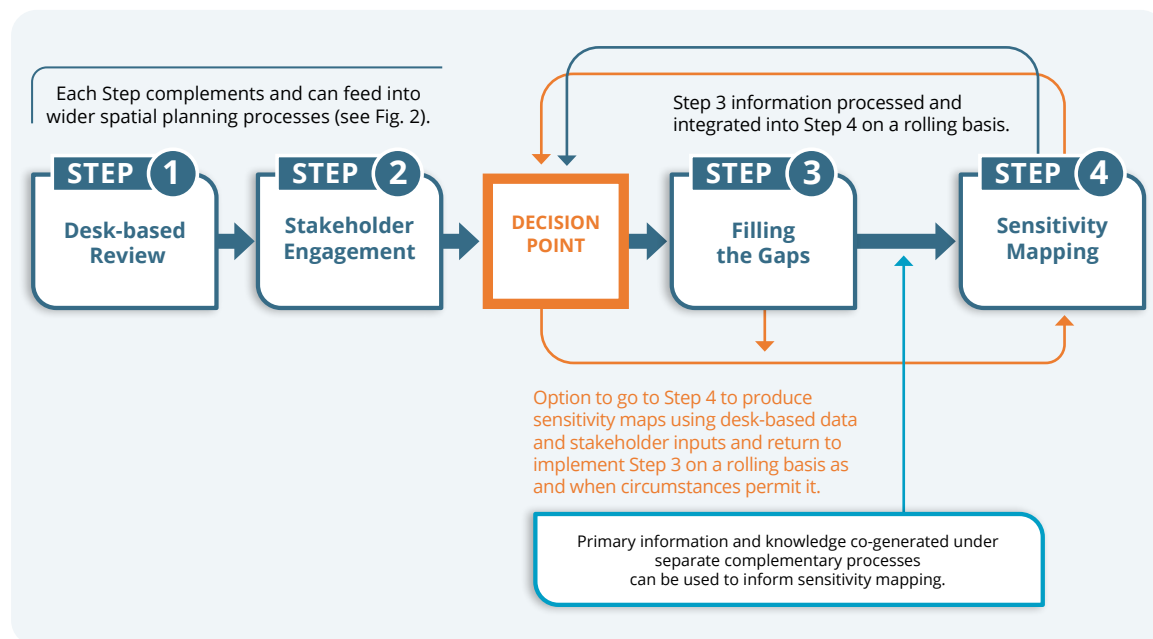 Each Step complements and can feed into
wider spatial planning processes (see Fig. 2).
Step 3 information processed and
integrated into Step 4 on a rolling basis.
STEP 1
Desk-based
Review
STEP 2
Stakeholder
Engagement
DECISION
POINT
STEP 3
Filling
the Gaps
STEP 4
Sensitivity
Mapping
Option to go to Step 4 to produce
sensitivity maps using desk-based data
and stakeholder inputs and return to
implement Step 3 on a rolling basis as
and when circumstances permit it.
Primary information and knowledge co-generated under
separate complementary processes
can be used to inform sensitivity mapping.